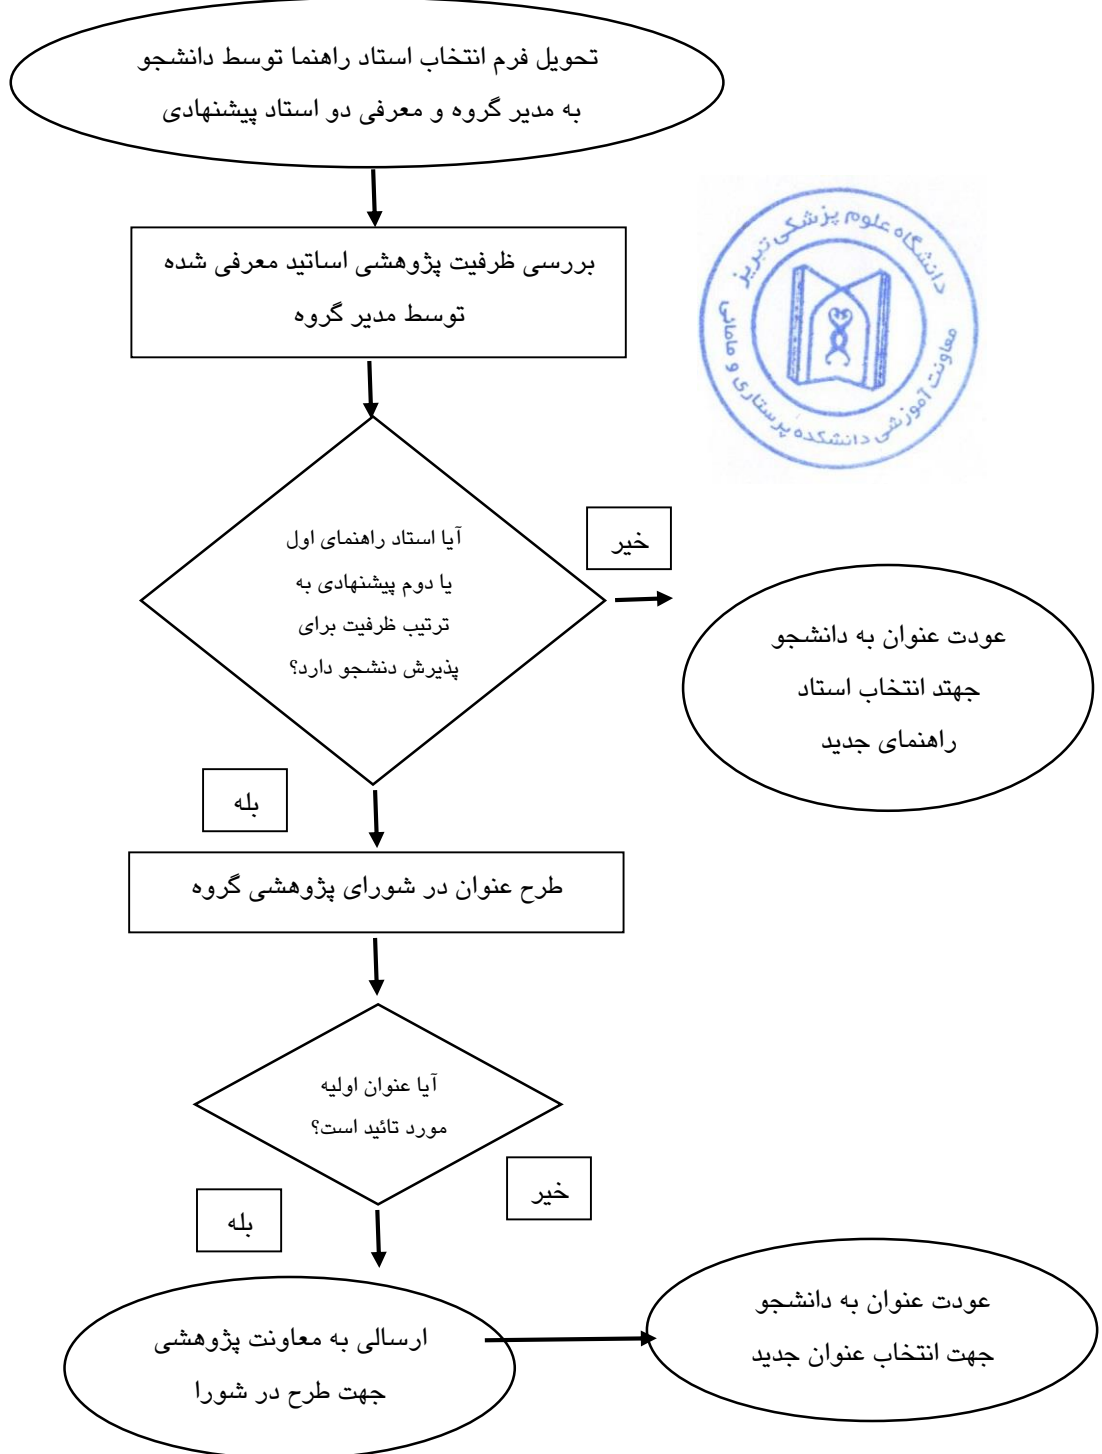 تحویل فرم انتخاب استاد راهنما توسط دانشجو
به مدیر گروه و معرفی دو استاد پیشنهادی
بررسی ظرفیت پژوهشی اساتید معرفی شده
توسط مدیر گروه
دانشگاه علوم پزشکی تبریز
معاونت آموزشی دانشکده پرستاری و مامائی
آیا استاد راهنمای اول
یا دوم پیشنهادی به
ترتیب ظرفیت برای
پذیرش دنشجو دارد؟
خیر
عودت عنوان به دانشجو
جهتد انتخاب استاد
راهنمای جدید
بله
طرح عنوان در شورای پژوهشی گروه
آیا عنوان اولیه
مورد تائید است؟
خیر
بله
عودت عنوان به دانشجو
جهت انتخاب عنوان جدید
ارسالی به معاونت پژوهشی
جهت طرح در شورا